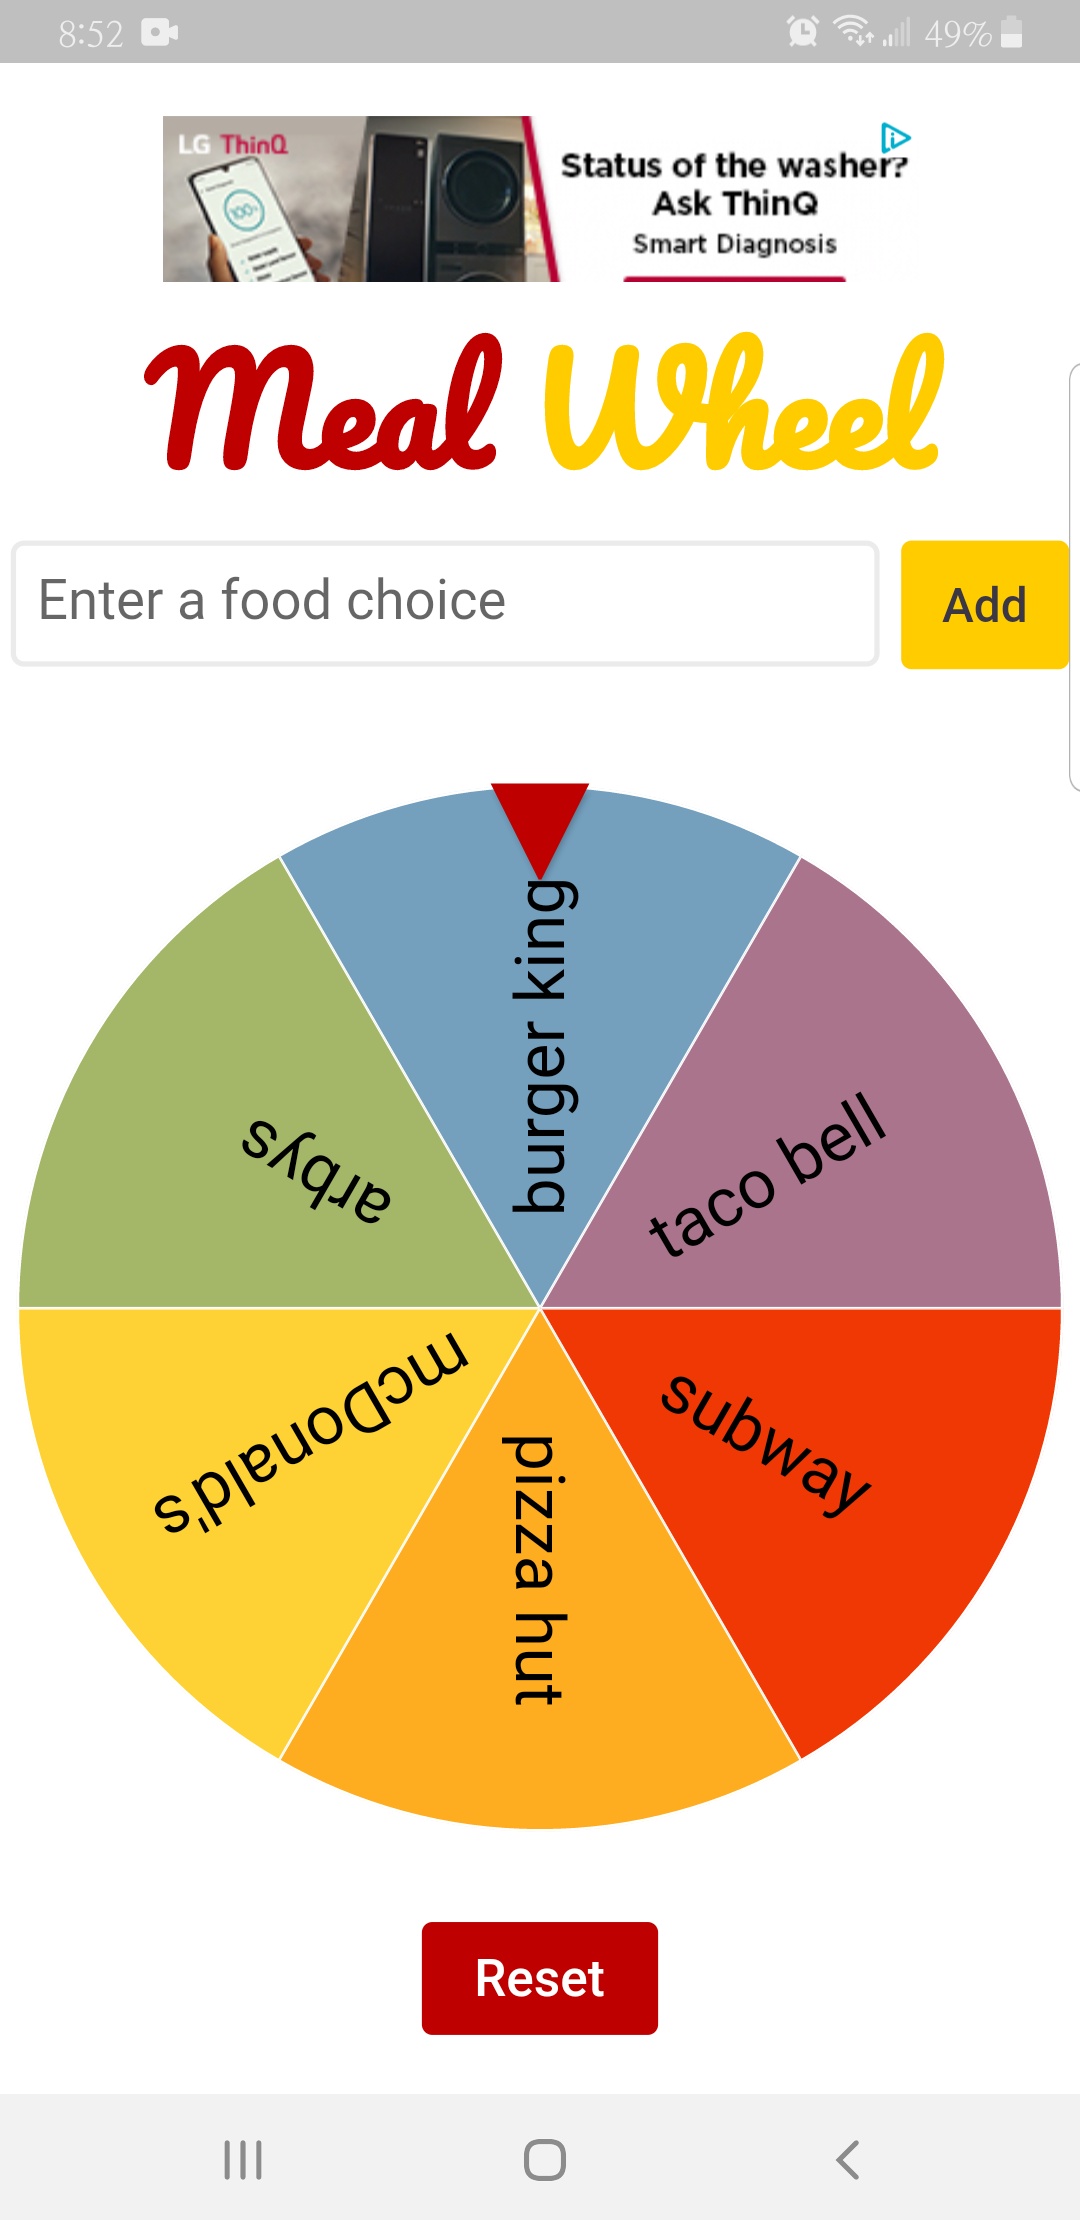 8:52
49%
LG ThinQ
100%
Status of the washer?
Ask ThinQ
Smart Diagnosis
Meal Wheel
Enter a food choice
Add
burger king
taco bell
arbys
mcDonald's
subway
pizza hut
Reset